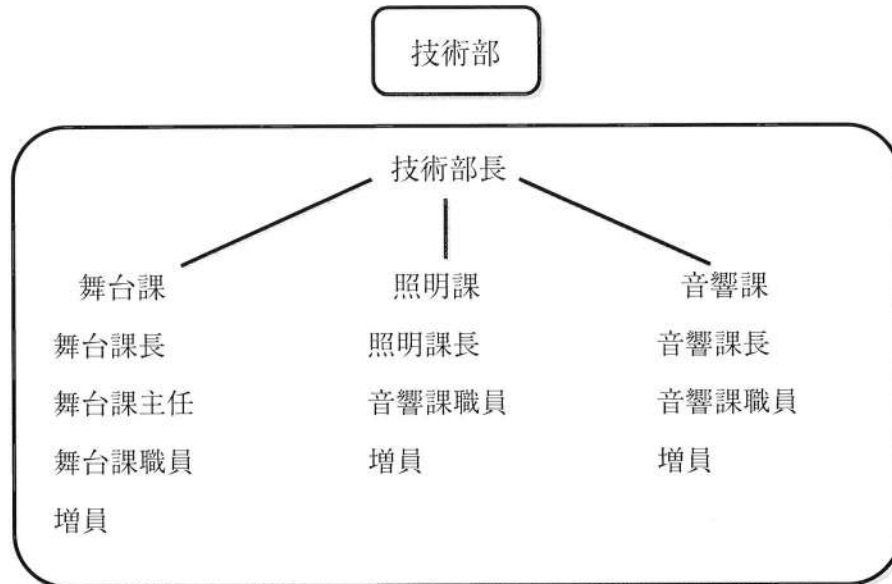 技術部
技術部長
舞台課
舞台課長
舞台課主任
舞台課職員
増員
照明課
照明課長
音響課職員
増員
音響課
音響課長
音響課職員
増員